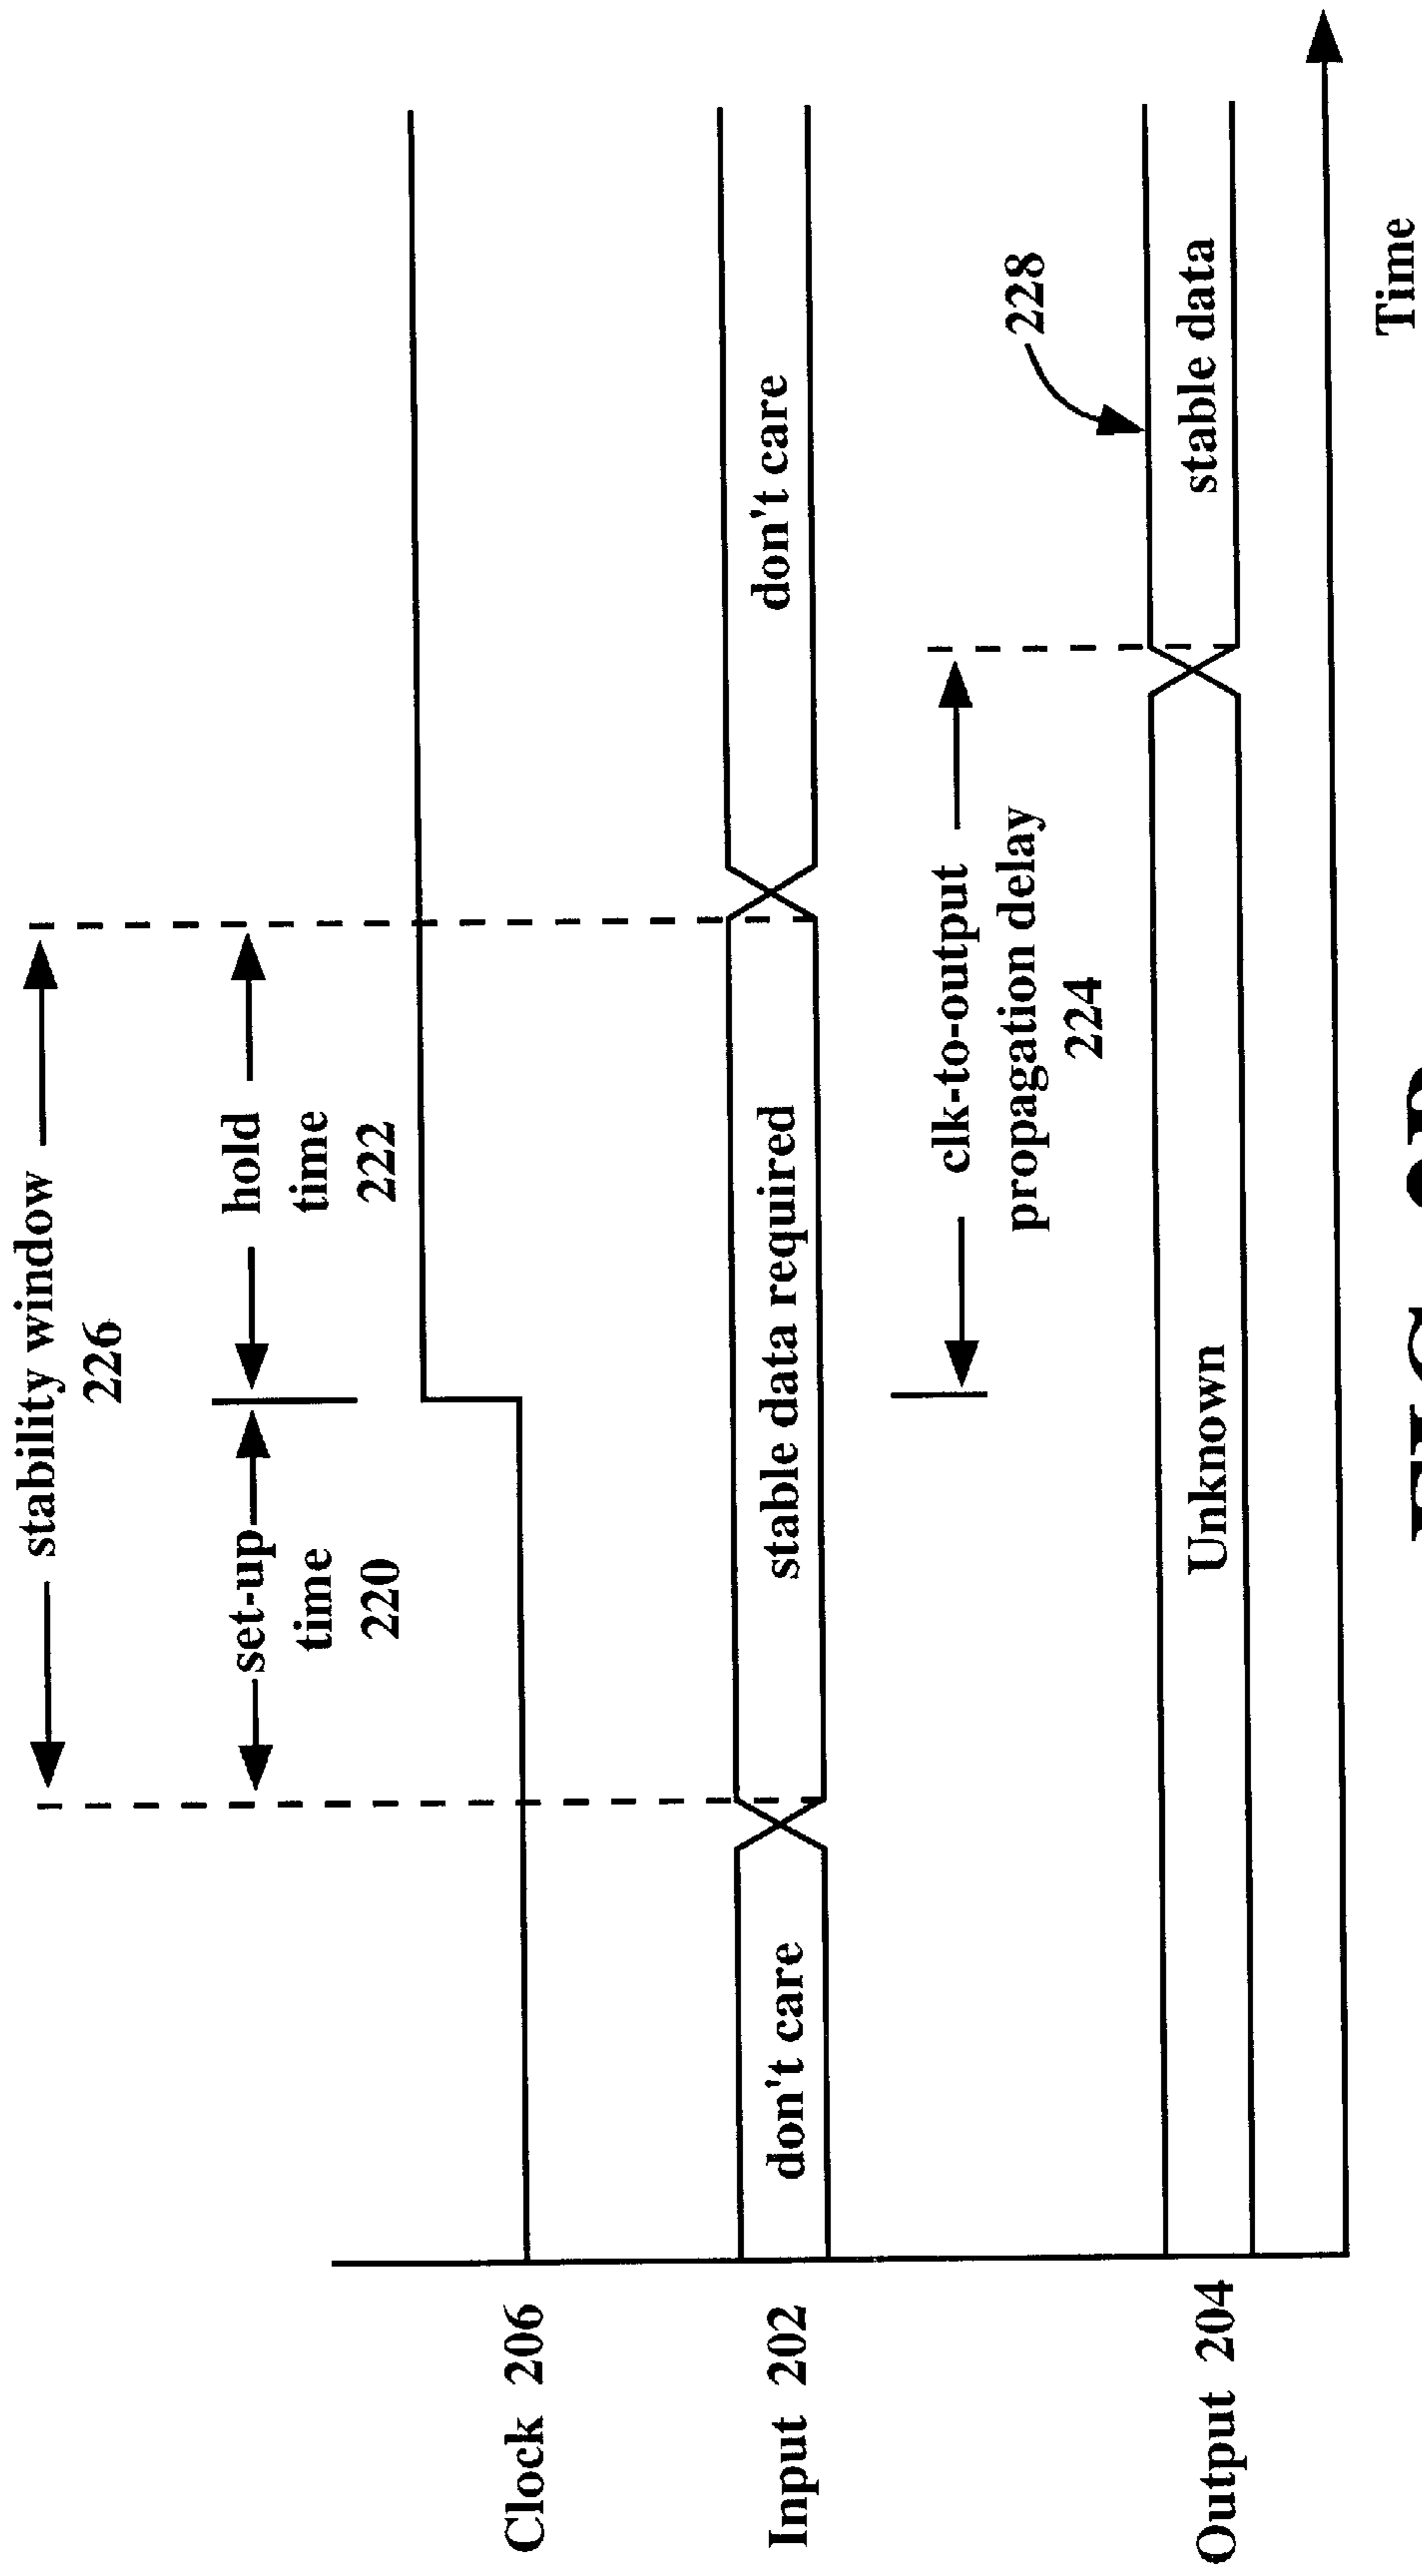 stability window
226
set-up
time
220
hold
time
222
Clock 206
Input 202
don't care
stable data required
don't care
clk-to-output
propagation delay
224
228
Output 204
Unknown
stable data
Time